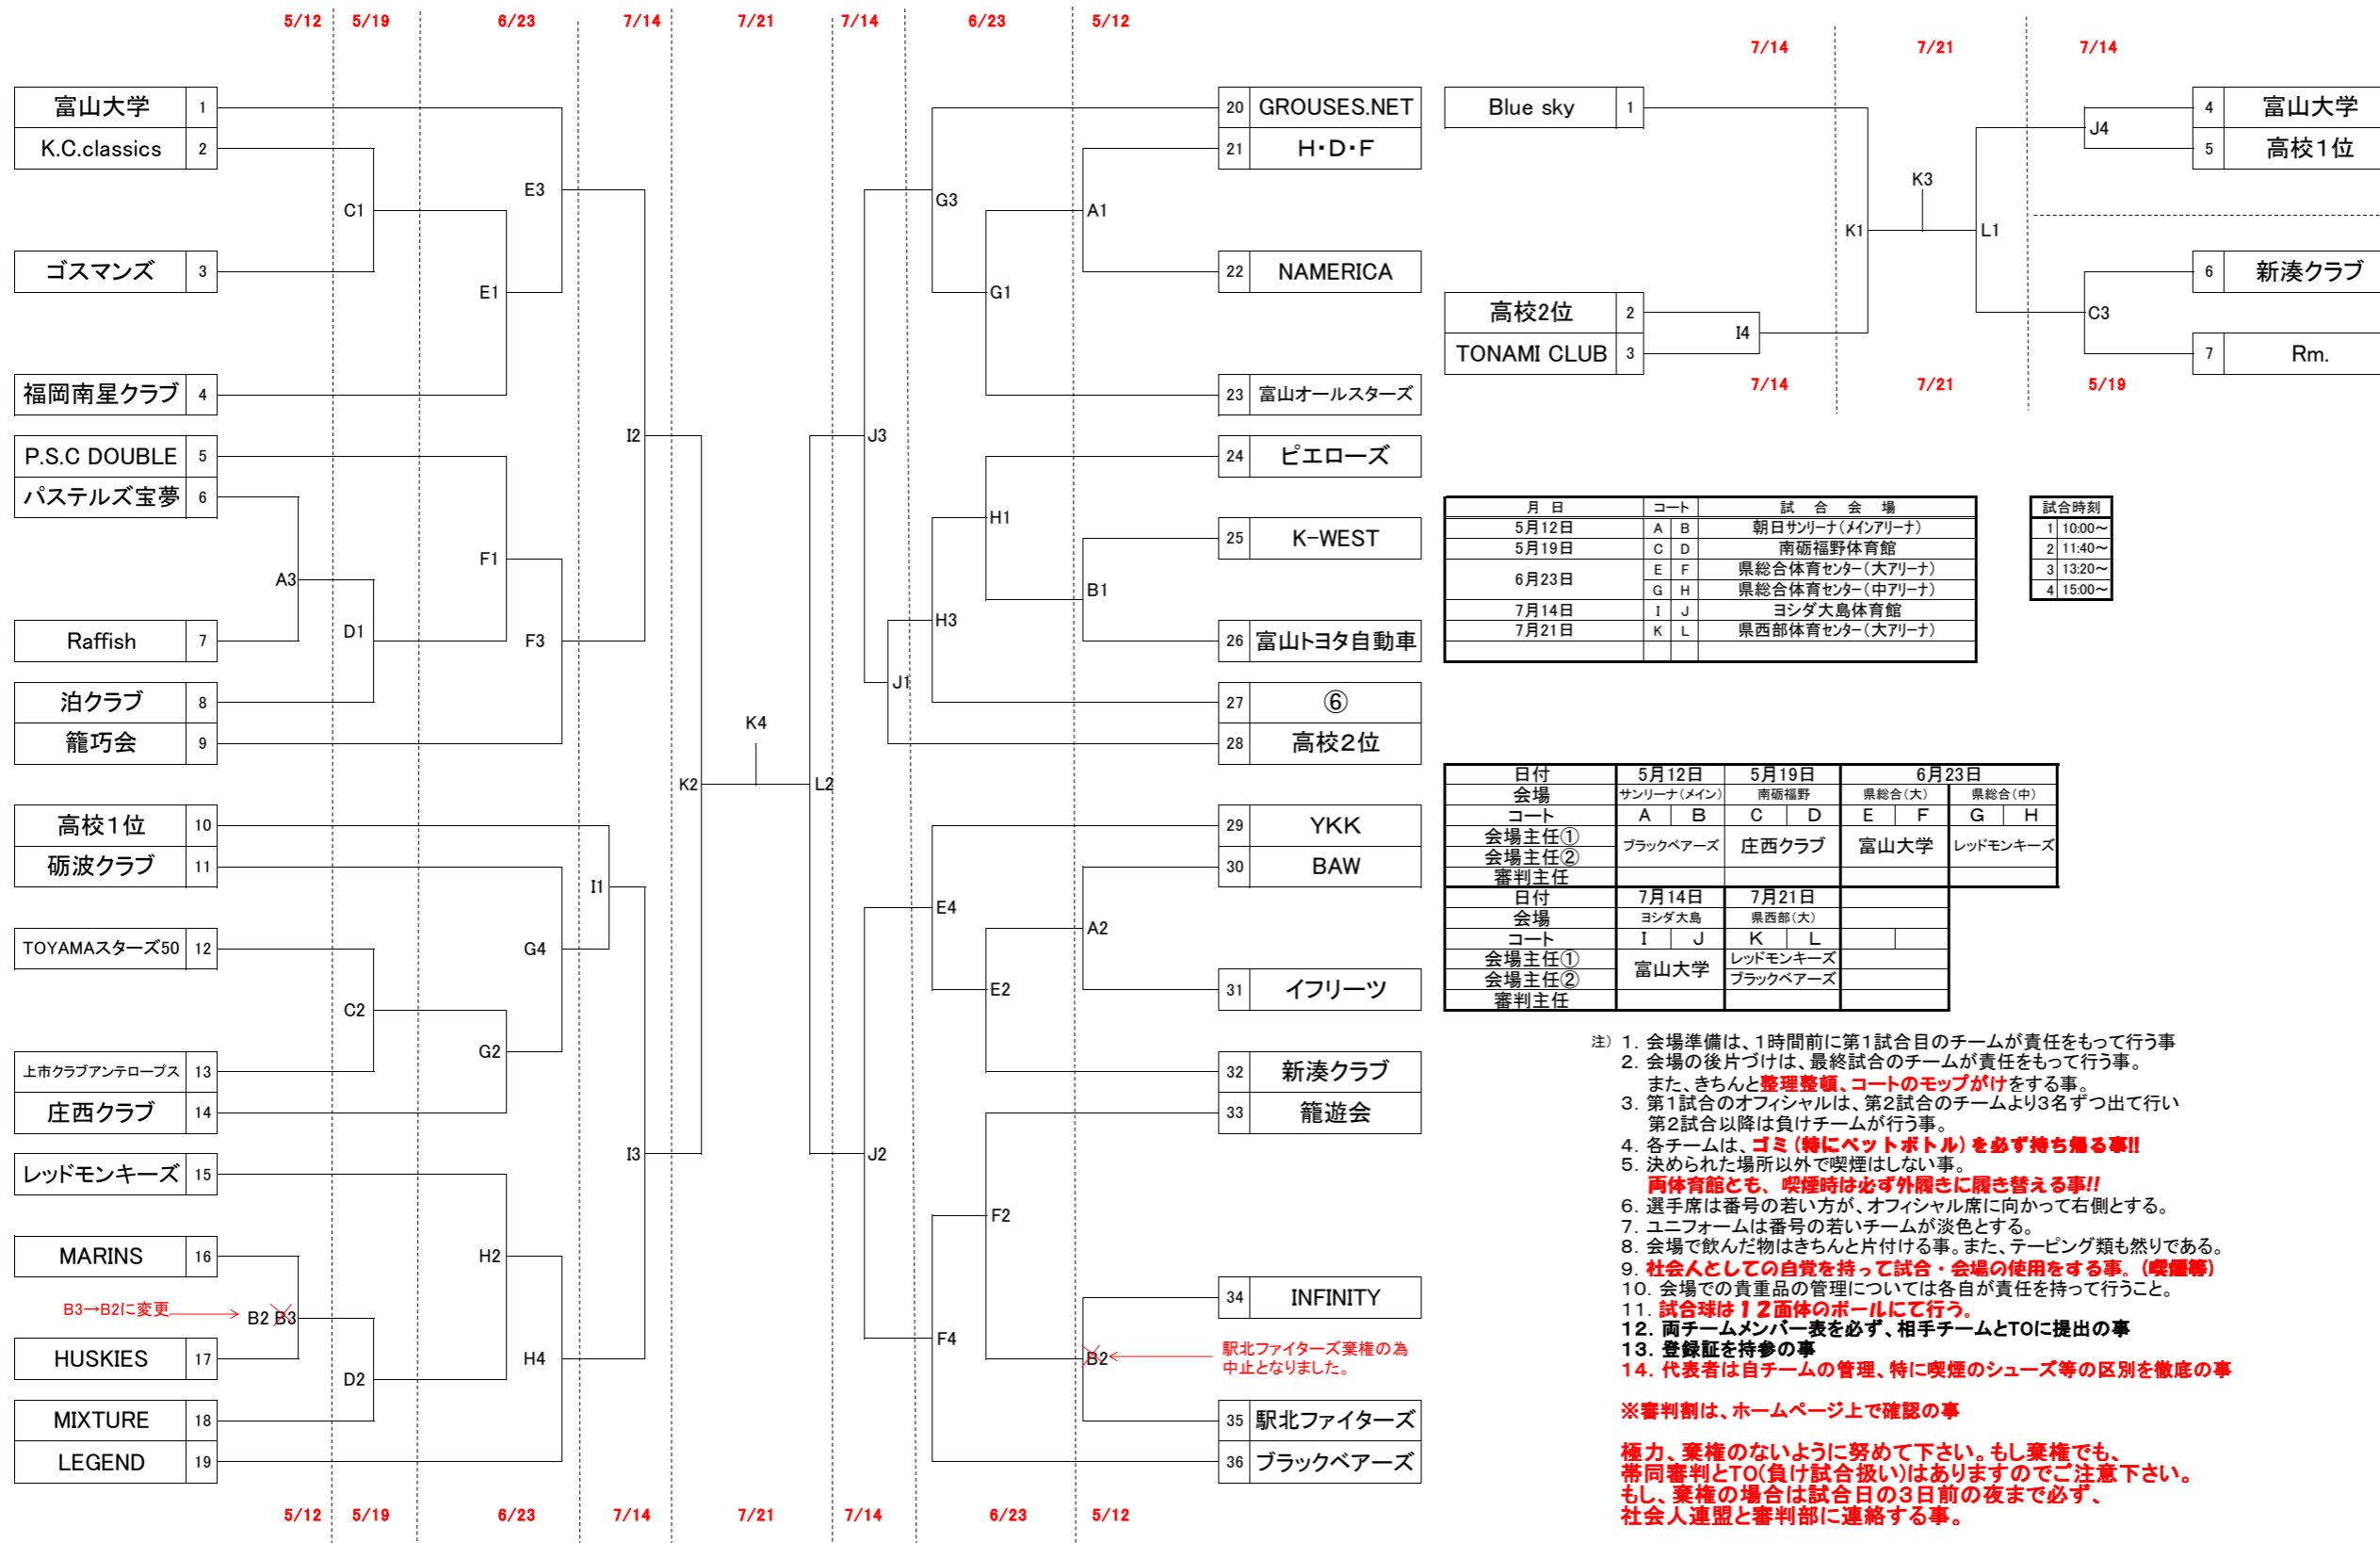 5/12 5/19 6/23 7/14 7/21 7/14 6/23 5/12
富山大学 1
K.C.classics 2
C1
ゴスマンズ 3
E1
E3
福岡南星クラブ 4
P.S.C DOUBLE 5
パステルズ宝夢 6
A3
Raffish 7
D1
F1
F3
泊クラブ 8
籠巧会 9
I2
高校1位 10
砺波クラブ 11
I1
TOYAMAスターズ50 12
C2
G4
G2
上市クラブアンテロープス 13
庄西クラブ 14
レッドモンキーズ 15
I3
MARINS 16
H2
B3→B2に変更
B2 B3
HUSKIES 17
H4
D2
MIXTURE 18
LEGEND 19
K2
K4
L2
20 GROUSES.NET
21 H・D・F
G3
A1
22 NAMERICA
G1
23 富山オールスターズ
J3
24 ピエローズ
H1
25 K-WEST
B1
H3
26 富山トヨタ自動車
J1
27 ⑥
28 高校2位
29 YKK
30 BAW
E4
A2
E2
31 イフリーツ
32 新湊クラブ
33 籠遊会
J2
F2
34 INFINITY
F4
B2
駅北ファイターズ棄権の為
中止となりました。
35 駅北ファイターズ
36 ブラックベアーズ
5/12 5/19 6/23 7/14 7/21 7/14 6/23 5/12
7/14 7/21 7/14
Blue sky 1
4 富山大学
J4
5 高校1位
K3
K1
L1
6 新湊クラブ
高校2位 2
I4
C3
TONAMI CLUB 3
7 Rm.
7/14 7/21 5/19
月 日 コート 試 合 会 場
5月12日 A B 朝日サンリーナ(メインアリーナ)
5月19日 C D 南砺福野体育館
6月23日 E F 県総合体育センター(大アリーナ)
G H 県総合体育センター(中アリーナ)
7月14日 I J ヨシダ大島体育館
7月21日 K L 県西部体育センター(大アリーナ)
試合時刻
1 10:00~
2 11:40~
3 13:20~
4 15:00~
日付 5月12日 5月19日 6月23日
会場 サンリーナ(メイン) 南砺福野 県総合(大) 県総合(中)
コート A B C D E F G H
会場主任① ブラックベアーズ 庄西クラブ 富山大学 レッドモンキーズ
会場主任②
審判主任
日付 7月14日 7月21日
会場 ヨシダ大島 県西部(大)
コート I J K L
会場主任① 富山大学 レッドモンキーズ
会場主任② ブラックベアーズ
審判主任
注) 1. 会場準備は、1時間前に第1試合目のチームが責任をもって行う事
2. 会場の後片づけは、最終試合のチームが責任をもって行う事。
また、きちんと整理整頓、コートのモップがけをする事。
3. 第1試合のオフィシャルは、第2試合のチームより3名ずつ出て行い
第2試合以降は負けチームが行う事。
4. 各チームは、ゴミ(特にペットボトル)を必ず持ち帰る事!!
5. 決められた場所以外で喫煙はしない事。
両体育館とも、喫煙時は必ず外履きに履き替える事!!
6. 選手席は番号の若い方が、オフィシャル席に向かって右側とする。
7. ユニフォームは番号の若いチームが淡色とする。
8. 会場で飲んだ物はきちんと片付ける事。また、テーピング類も然りである。
9. 社会人としての自覚を持って試合・会場の使用をする事。(喫煙等)
10. 会場での貴重品の管理については各自が責任を持って行うこと。
11. 試合球は12面体のボールにて行う。
12. 両チームメンバー表を必ず、相手チームとTOに提出の事
13. 登録証を持参の事
14. 代表者は自チームの管理、特に喫煙のシューズ等の区別を徹底の事
※審判割は、ホームページ上で確認の事
極力、棄権のないように努めて下さい。もし棄権でも、
帯同審判とTO(負け試合扱い)はありますのでご注意下さい。
もし、棄権の場合は試合日の3日前の夜まで必ず、
社会人連盟と審判部に連絡する事。